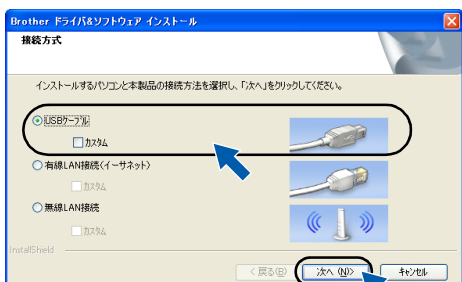 Brother ドライバ&ソフトウェア インストール
接続方式
インストールするパソコンと本製品の接続方法を選択し、「次へ」をクリックしてください。
USBケーブル
カスタム
有線LAN接続(イーサネット)
カスタム
無線LAN接続
カスタム
InstallShield
< 戻る(B)
次へ (N)>
キャンセル